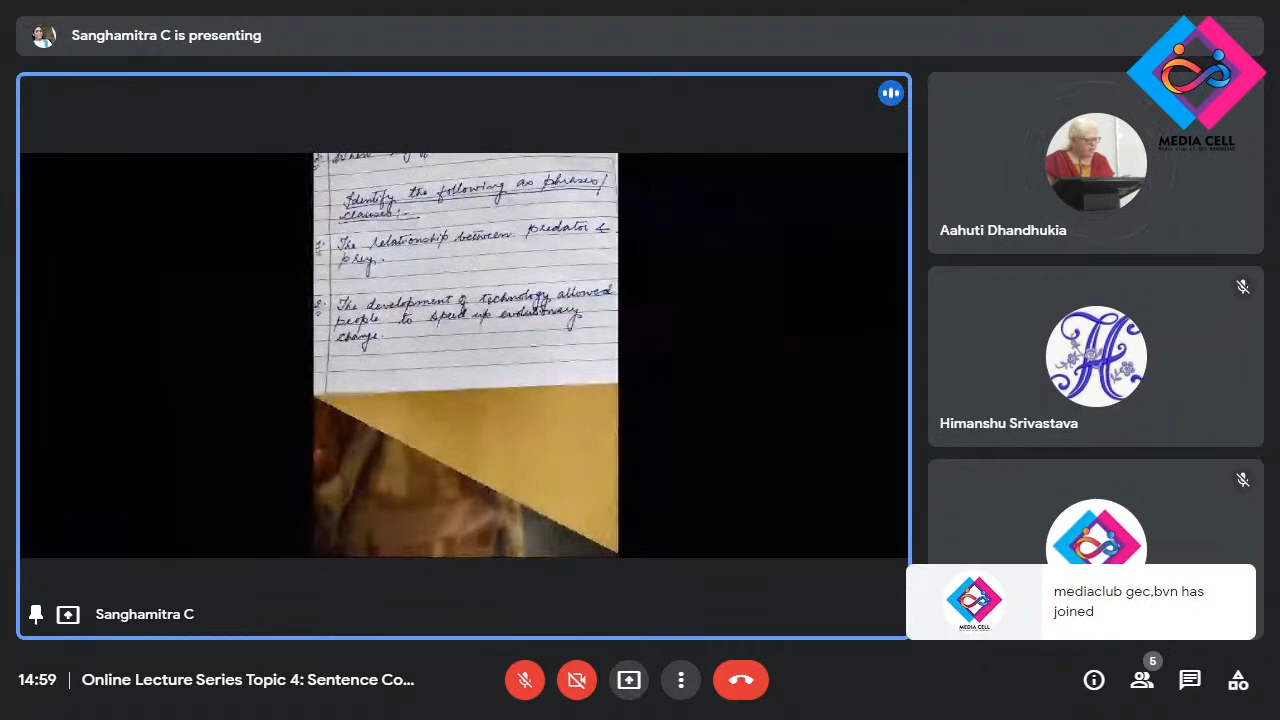 Sanghamitra C is presenting
MEDIA CELL
Identify the following as phrases/
clauses:-
1. The relationship between predator &
prey.
2. The development of technology allowed
people to speed up evolutionary
change.
Aahuti Dhandhukia
Himanshu Srivastava
Sanghamitra C
MEDIA CELL
mediaclub gec,bvn has
joined
14:59 | Online Lecture Series Topic 4: Sentence Co...
5